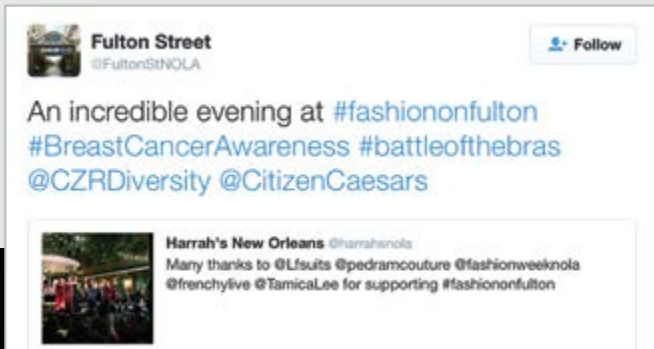 Fulton Street
@FultonStNOLA
Follow
An incredible evening at #fashiononfulton
#BreastCancerAwareness #battleofthebras
@CZRDiversity @CitizenCaesars
Harrah's New Orleans @harrahsnola
Many thanks to @Lfsuits @pedramcouture @fashionweeknola
@frenchylive @TamicaLee for supporting #fashiononfulton